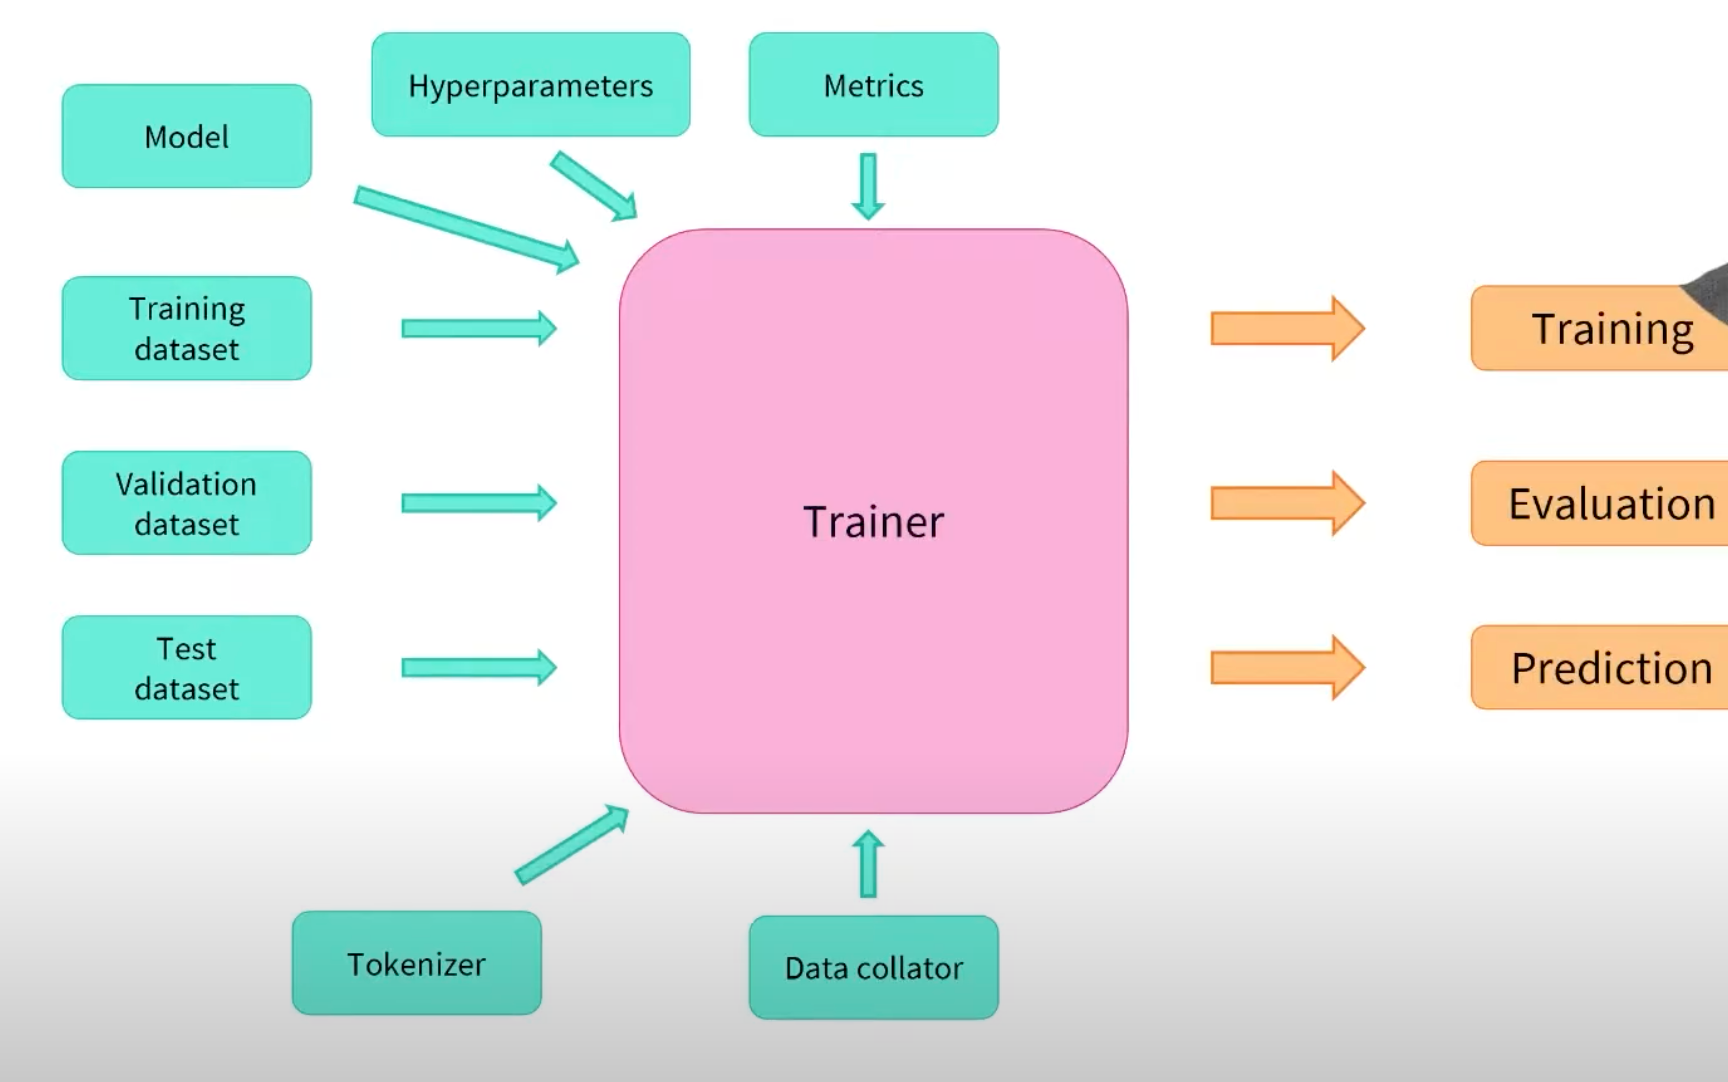 Hyperparameters
Metrics
Model
Training
dataset
Validation
dataset
Test
dataset
Trainer
Training
Evaluation
Prediction
Tokenizer
Data collator